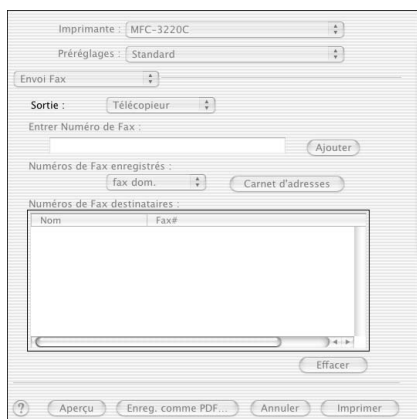 Imprimante : MFC-3220C
Préréglages : Standard
Envoi Fax
Sortie : Télécopieur
Entrer Numéro de Fax :
Ajouter
Numéros de Fax enregistrés :
fax dom. Carnet d'adresses
Numéros de Fax destinataires :
Nom Fax#
Effacer
? Aperçu Enreg. comme PDF... Annuler Imprimer